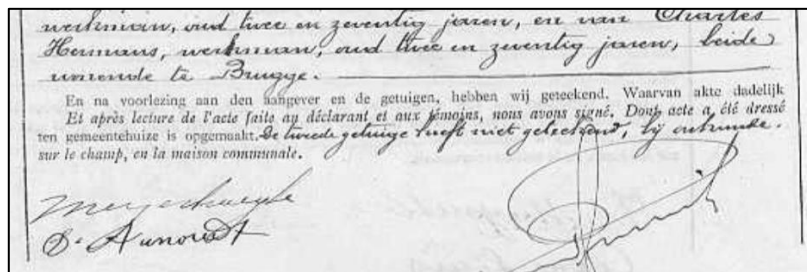 werkman, oud twee en zeventig jaren, en van Charles
Hermans, werkman, oud twee en zeventig jaren, beide
wonende te Brugge.
En na voorlezing aan den aangever en de getuigen, hebben wij geteekend. Waarvan akte dadelijk
Et après lecture de l'acte faite au déclarant et aux témoins, nous avons signé. Dont acte a été dressé
ten gemeentehuize is opgemaakt. De tweede getuige heeft niet geteekend, bij onkunde.
sur le champ, en la maison communale.